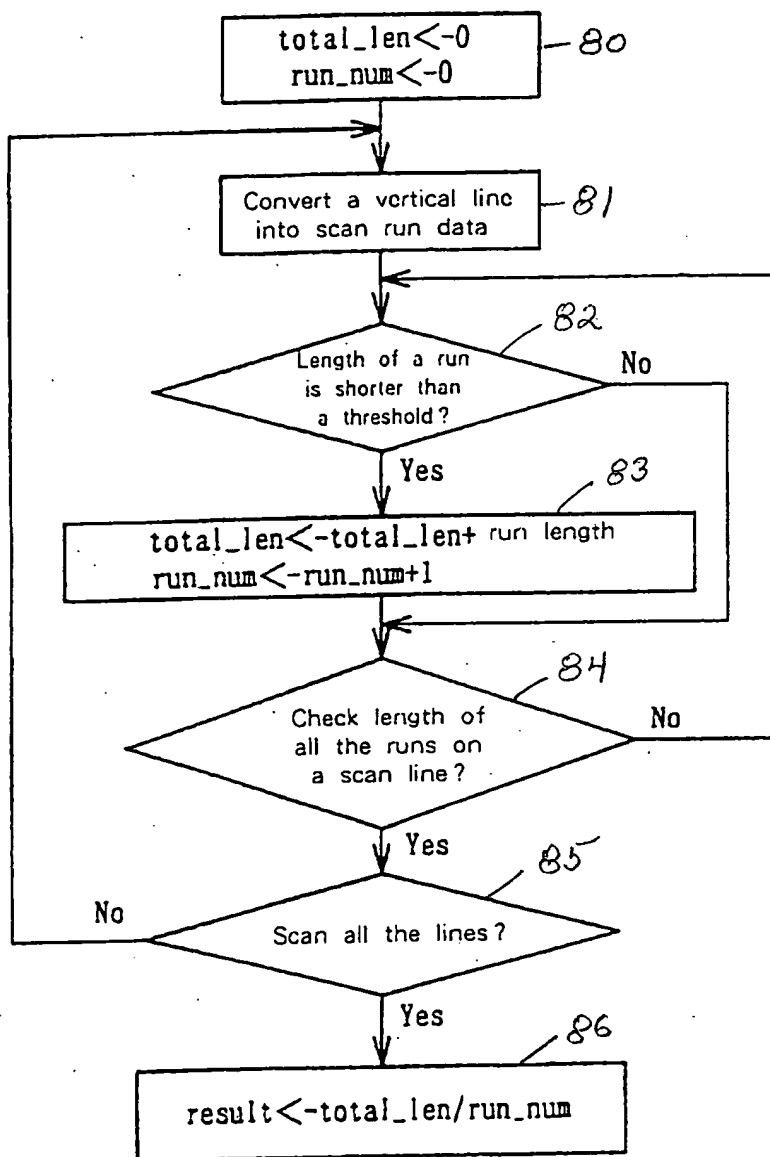 total_len<-0
run_num<-0
80
Convert a vertical line
into scan run data
81
82
Length of a run
is shorter than
a threshold?
No
Yes
83
total_len<-total_len+ run length
run_num<-run_num+1
84
Check length of
all the runs on
a scan line?
No
Yes
85
No
Scan all the lines?
Yes
86
result<-total_len/run_num